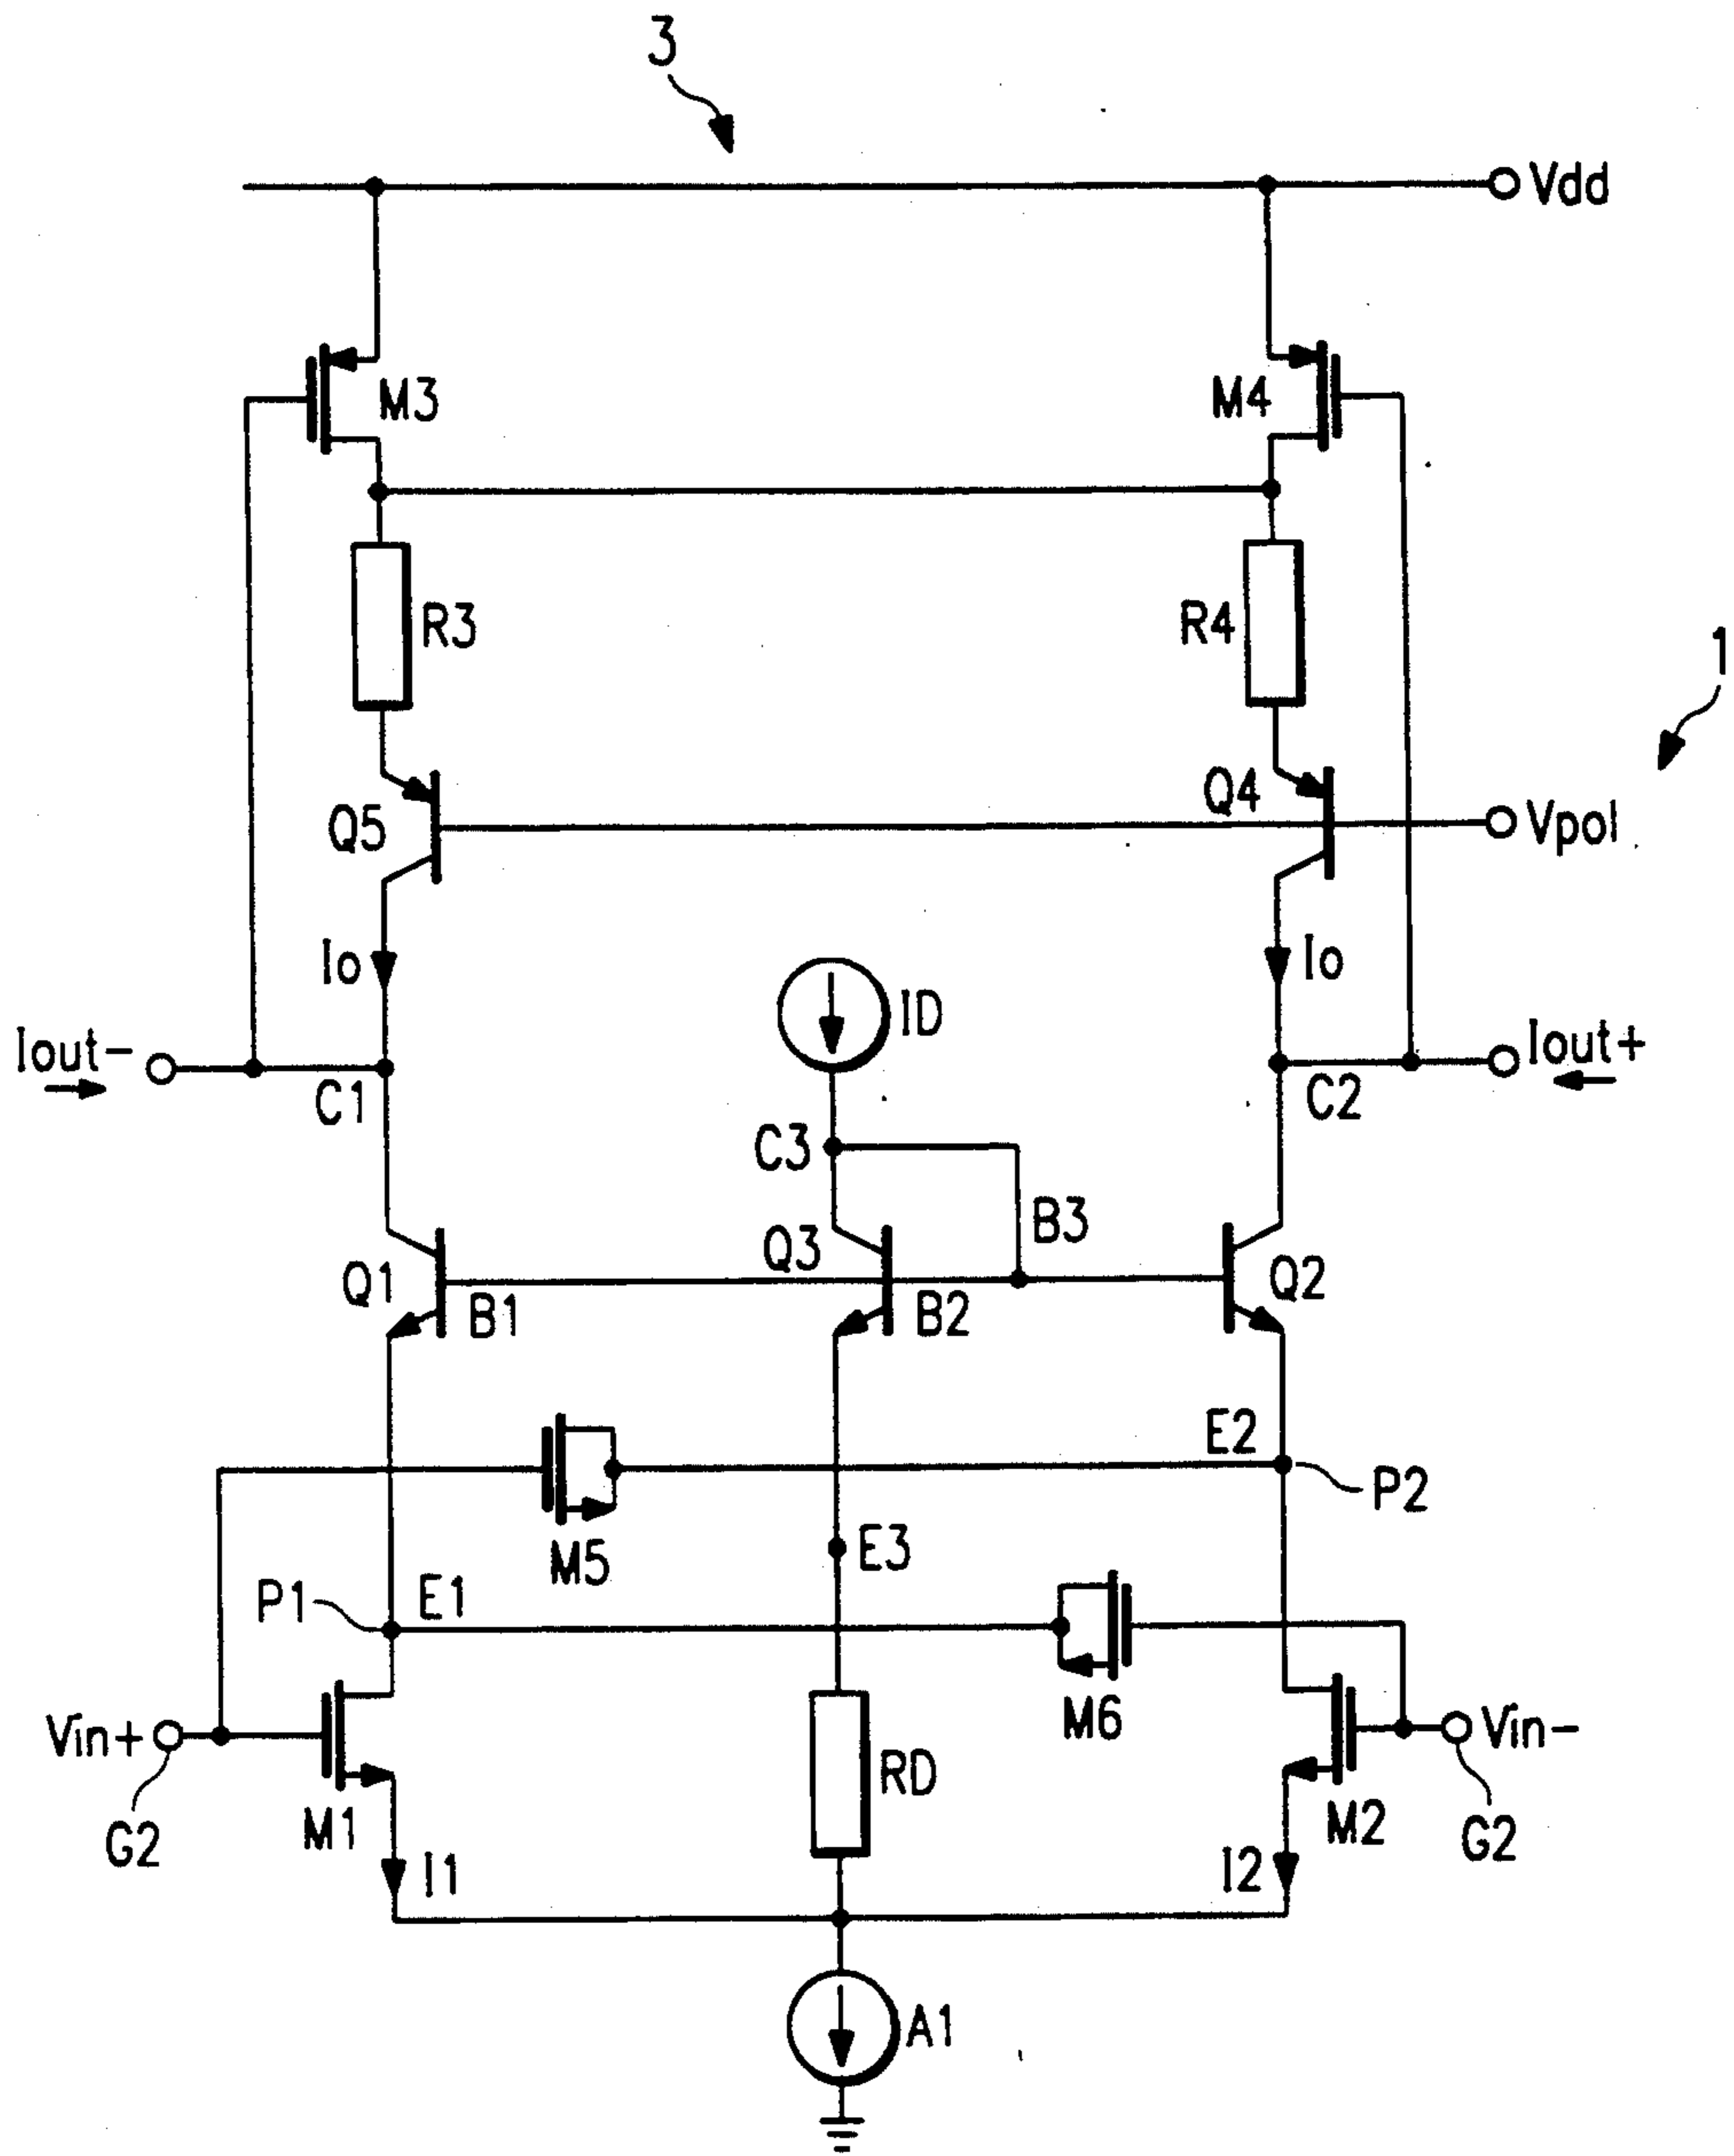 3
Vdd
M3
M4
R3
R4
1
Q5
Q4
Vpol
Io
Io
ID
Iout-
Iout+
C1
C2
C3
B3
Q1
Q3
Q2
B1
B2
E2
P2
M5
E3
P1
E1
M6
Vin+
Vin-
RD
G2
M1
M2
G2
I1
I2
A1